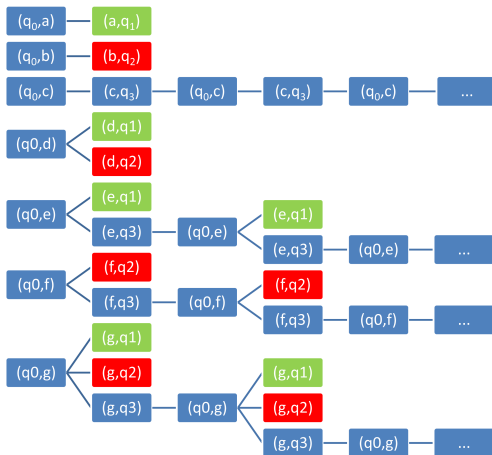 (q₀,a) (a,q₁)
(q₀,b) (b,q₂)
(q₀,c) (c,q₃) (q₀,c) (c,q₃) (q₀,c) ...
(d,q1)
(q0,d)
(d,q2)
(e,q1)
(q0,e) (e,q1)
(e,q3) (q0,e)
(e,q3) (q0,e) ...
(f,q2) (f,q2)
(q0,f)
(f,q3) (q0,f)
(f,q3) (q0,f) ...
(g,q1)
(q0,g) (g,q2) (g,q1)
(g,q3) (q0,g) (g,q2)
(g,q3) (q0,g) ...